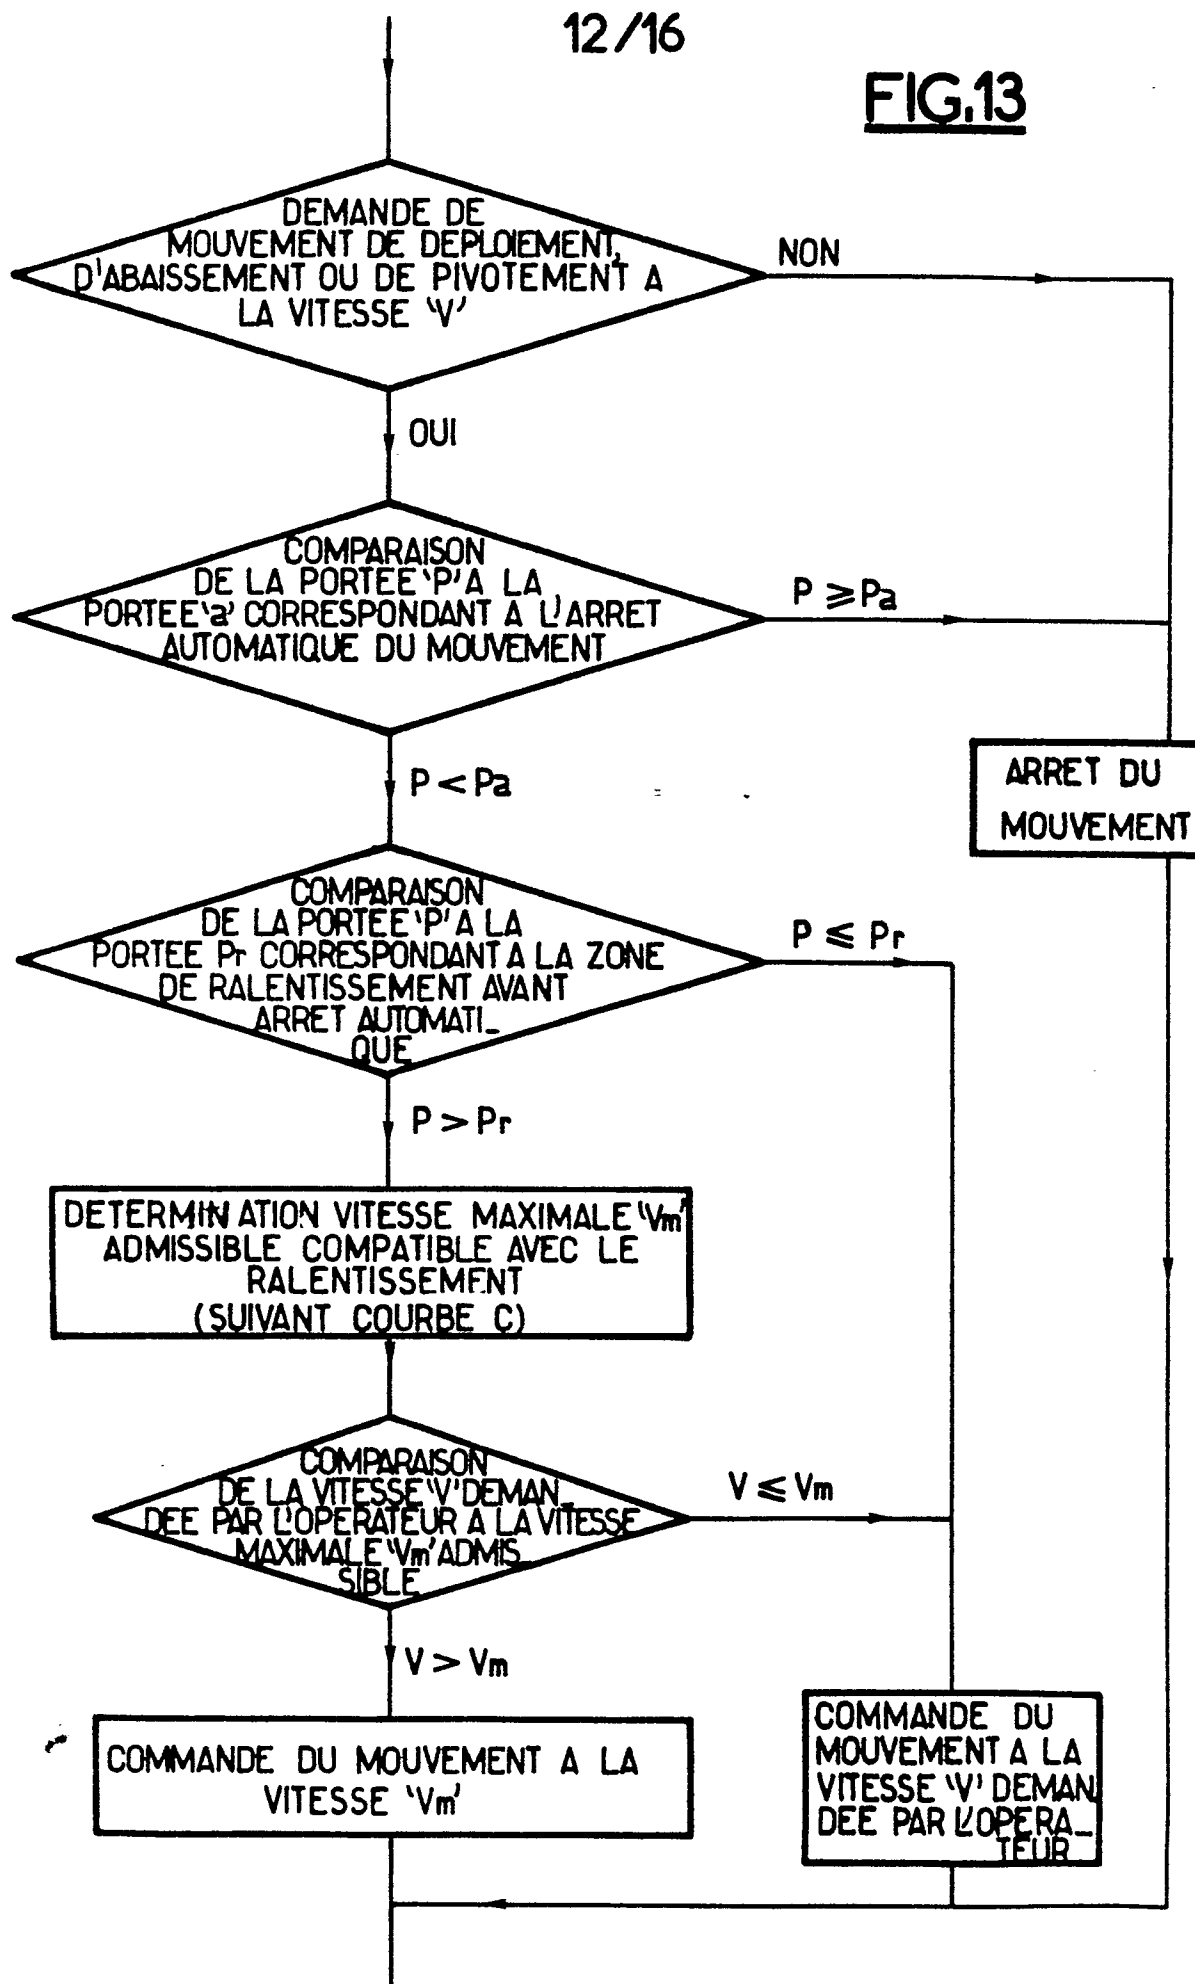 12/16
FIG.13
DEMANDE DE
MOUVEMENT DE DEPLOIEMENT,
D'ABAISSEMENT OU DE PIVOTEMENT A
LA VITESSE 'V'
NON
OUI
COMPARAISON
DE LA PORTEE 'P' A LA
PORTEE 'a' CORRESPONDANT A L'ARRET
AUTOMATIQUE DU MOUVEMENT
P ⩾ Pa
P < Pa
ARRET DU
MOUVEMENT
COMPARAISON
DE LA PORTEE 'P' A LA
PORTEE Pr CORRESPONDANT A LA ZONE
DE RALENTISSEMENT AVANT
ARRET AUTOMATI_
QUE
P ⩽ Pr
P > Pr
DETERMINATION VITESSE MAXIMALE 'Vm'
ADMISSIBLE COMPATIBLE AVEC LE
RALENTISSEMENT
(SUIVANT COURBE C)
COMPARAISON
DE LA VITESSE 'V' DEMAN_
DEE PAR L'OPERATEUR A LA VITESSE
MAXIMALE 'Vm' ADMIS_
SIBLE
V ⩽ Vm
V > Vm
COMMANDE DU MOUVEMENT A LA
VITESSE 'Vm'
COMMANDE DU
MOUVEMENT A LA
VITESSE 'V' DEMAN_
DEE PAR L'OPERA_
TEUR